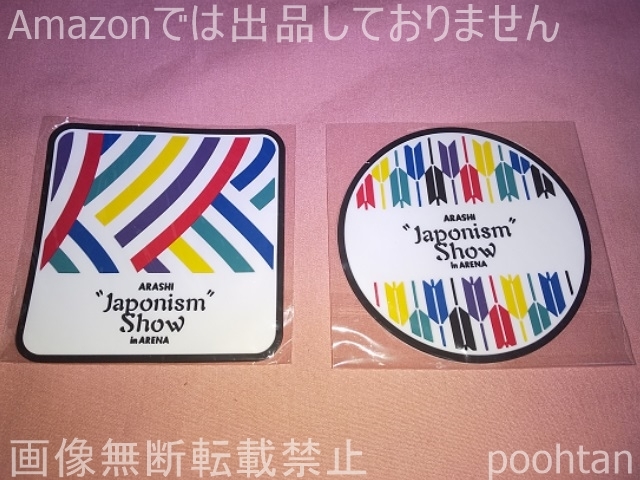 Amazonでは出品しておりません
ARASHI
"Japonism"
Show
in ARENA
ARASHI
"Japonism"
Show
in ARENA
画像無断転載禁止
poohtan